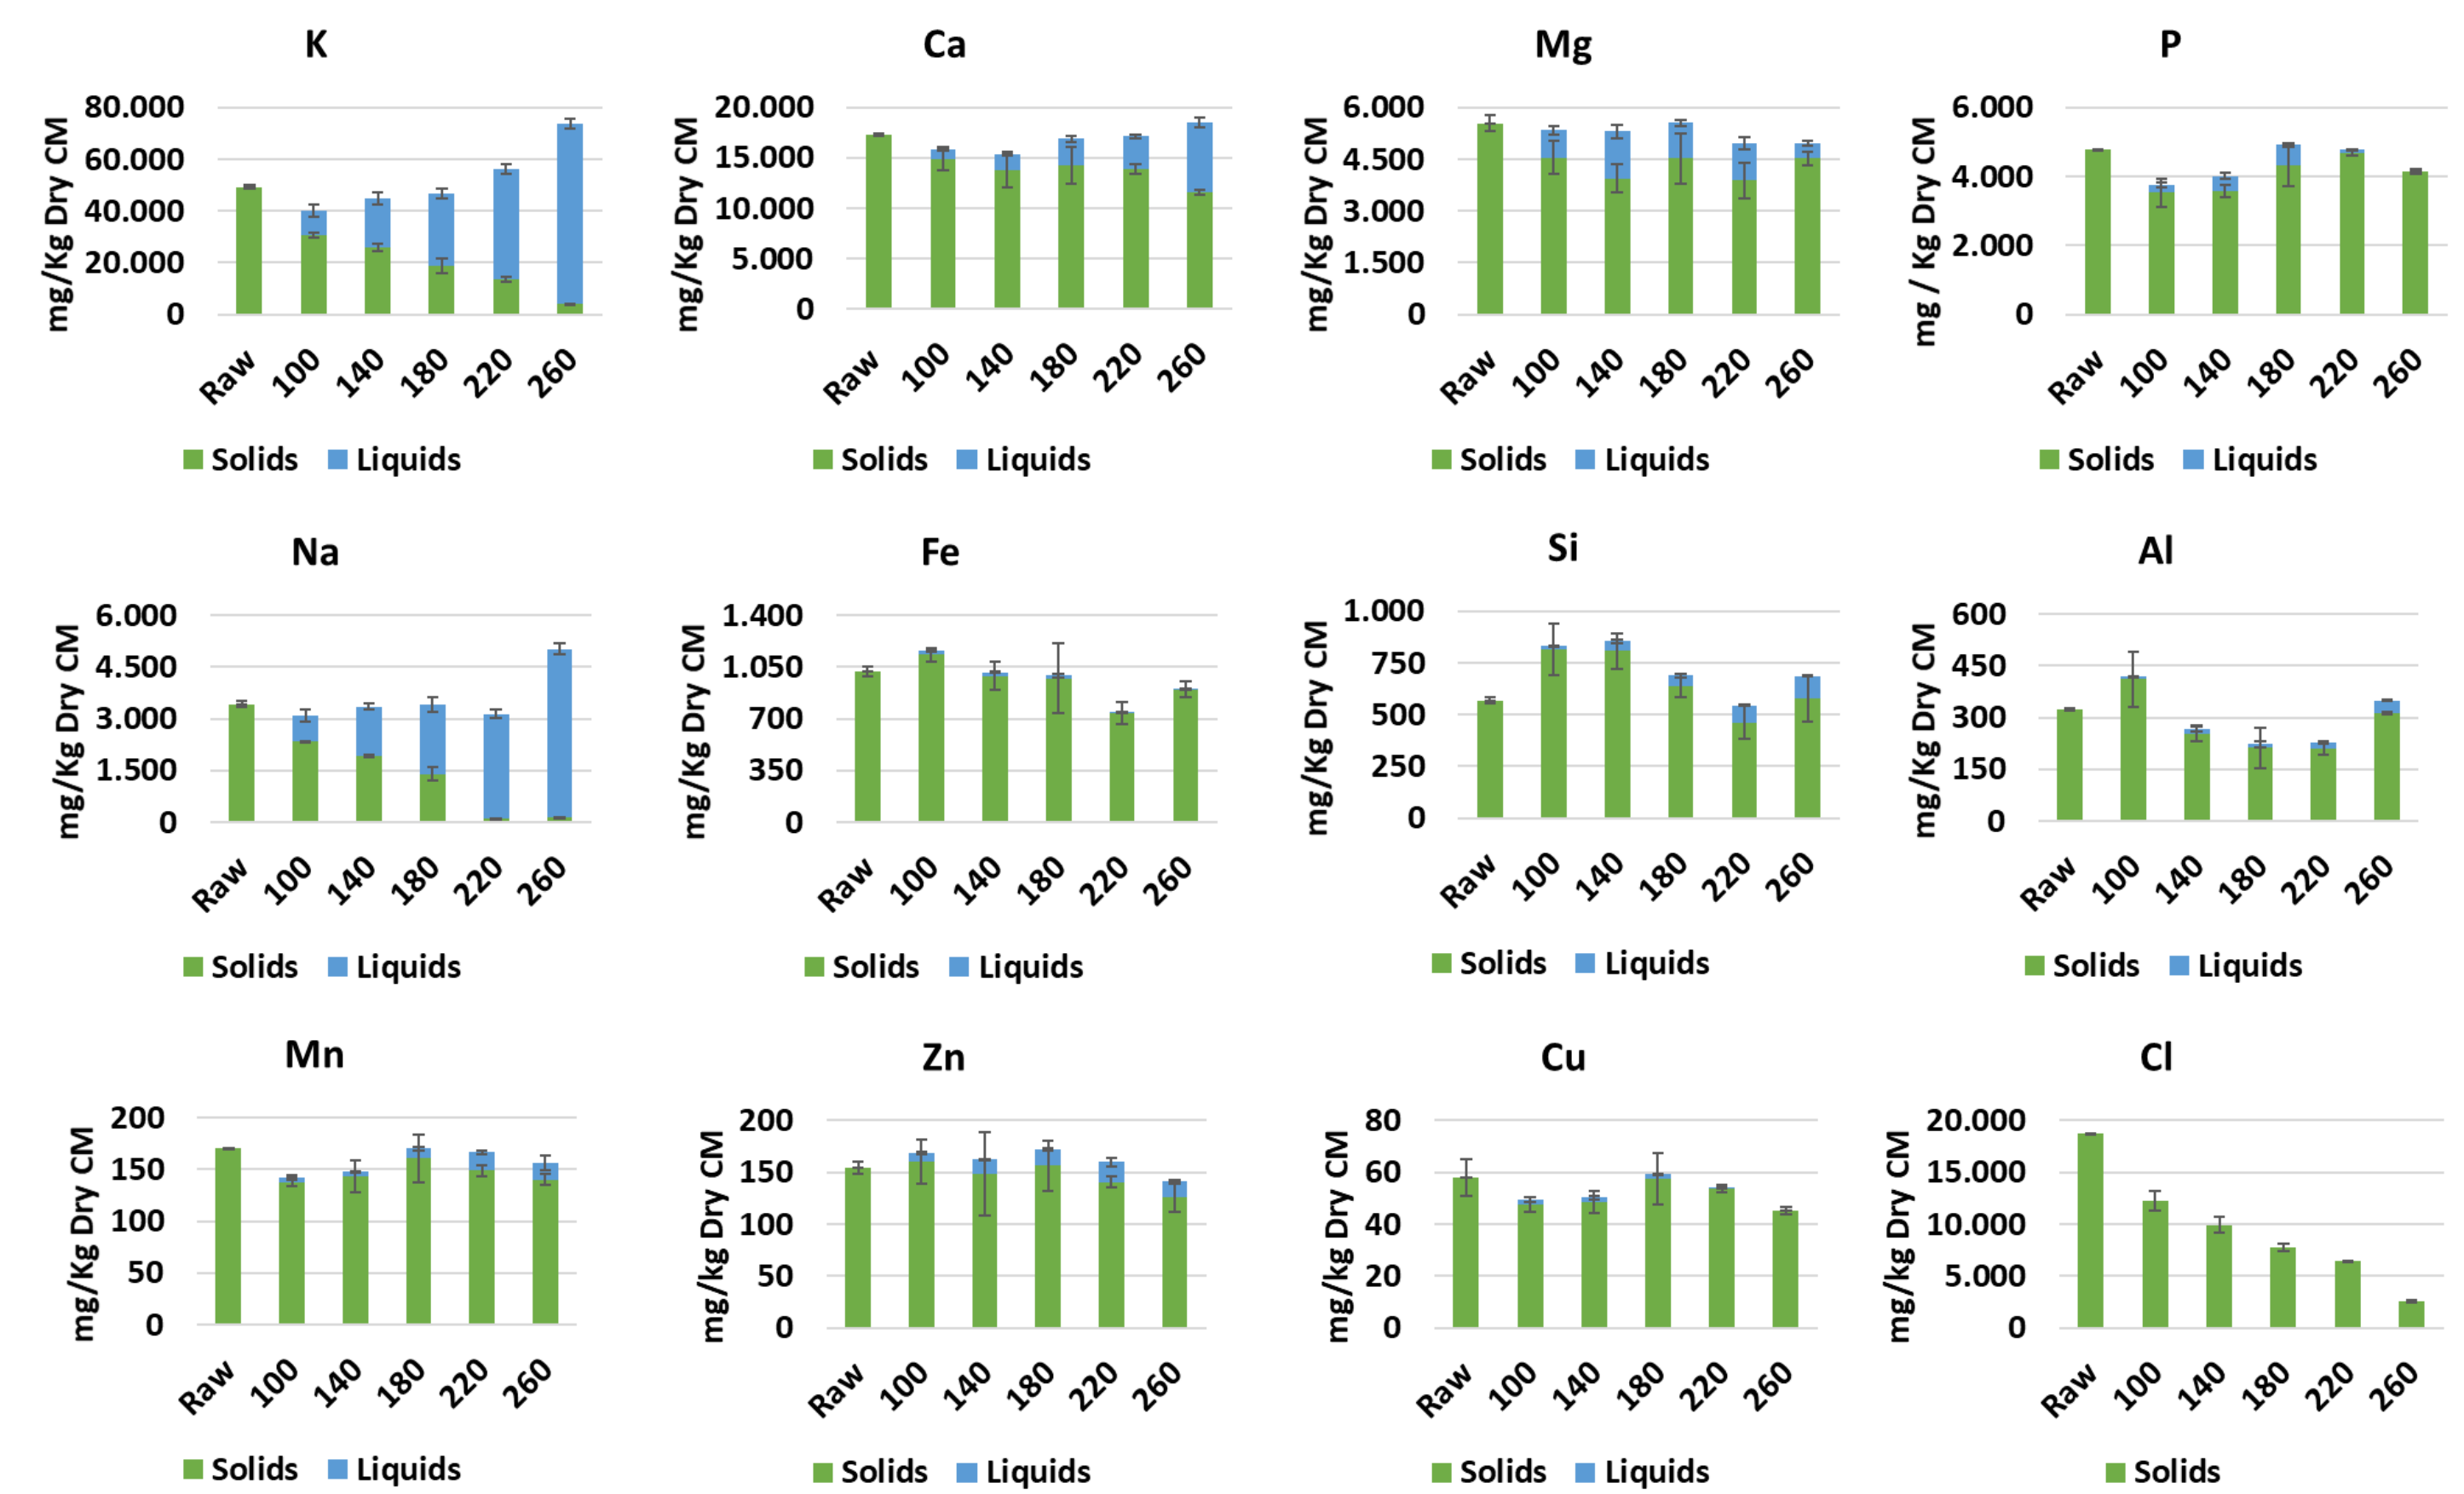 K
mg/Kg Dry CM
80.000
60.000
40.000
20.000
0
Raw 100 140 180 220 260
Solids Liquids
Ca
mg/Kg Dry CM
20.000
15.000
10.000
5.000
0
Raw 100 140 180 220 260
Solids Liquids
Mg
mg/Kg Dry CM
6.000
4.500
3.000
1.500
0
Raw 100 140 180 220 260
Solids Liquids
P
mg / Kg Dry CM
6.000
4.000
2.000
0
Raw 100 140 180 220 260
Solids Liquids
Na
mg/Kg Dry CM
6.000
4.500
3.000
1.500
0
Raw 100 140 180 220 260
Solids Liquids
Fe
mg/Kg Dry CM
1.400
1.050
700
350
0
Raw 100 140 180 220 260
Solids Liquids
Si
mg/Kg Dry CM
1.000
750
500
250
0
Raw 100 140 180 220 260
Solids Liquids
Al
mg/Kg Dry CM
600
450
300
150
0
Raw 100 140 180 220 260
Solids Liquids
Mn
mg/Kg Dry CM
200
150
100
50
0
Raw 100 140 180 220 260
Solids Liquids
Zn
mg/kg Dry CM
200
150
100
50
0
Raw 100 140 180 220 260
Solids Liquids
Cu
mg/kg Dry CM
80
60
40
20
0
Raw 100 140 180 220 260
Solids Liquids
Cl
mg/kg Dry CM
20.000
15.000
10.000
5.000
0
Raw 100 140 180 220 260
Solids